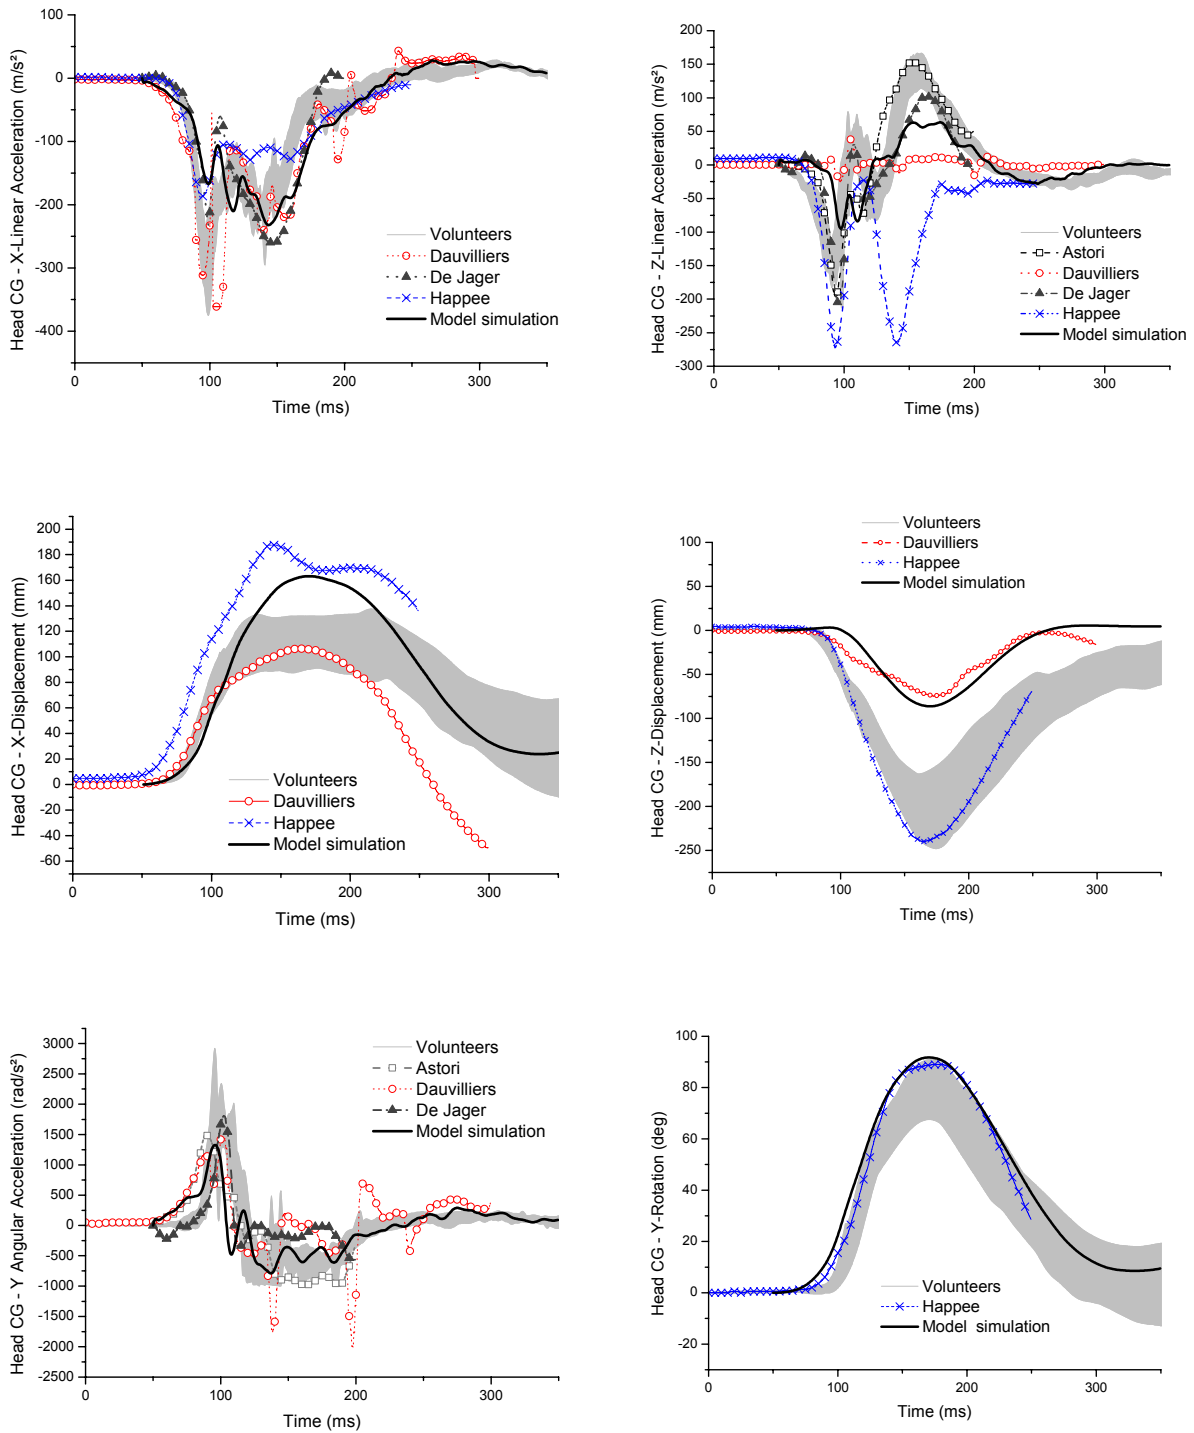 Head CG - X-Linear Acceleration (m/s²)
100
0
-100
-200
-300
-400
0
100
200
300
Time (ms)
Volunteers
Dauvilliers
De Jager
Happee
Model simulation
Head CG - Z-Linear Acceleration (m/s²)
200
150
100
50
0
-50
-100
-150
-200
-250
-300
0
100
200
300
Time (ms)
Volunteers
Astori
Dauvilliers
De Jager
Happee
Model simulation
Head CG - X-Displacement (mm)
200
180
160
140
120
100
80
60
40
20
0
-20
-40
-60
0
100
200
300
Time (ms)
Volunteers
Dauvilliers
Happee
Model simulation
Head CG - Z-Displacement (mm)
100
50
0
-50
-100
-150
-200
-250
0
100
200
300
Time (ms)
Volunteers
Dauvilliers
Happee
Model simulation
Head CG - Y Angular Acceleration (rad/s²)
3000
2500
2000
1500
1000
500
0
-500
-1000
-1500
-2000
-2500
0
100
200
300
Time (ms)
Volunteers
Astori
Dauvilliers
De Jager
Model simulation
Head CG - Y-Rotation (deg)
100
80
60
40
20
0
-20
0
100
200
300
Time (ms)
Volunteers
Happee
Model simulation